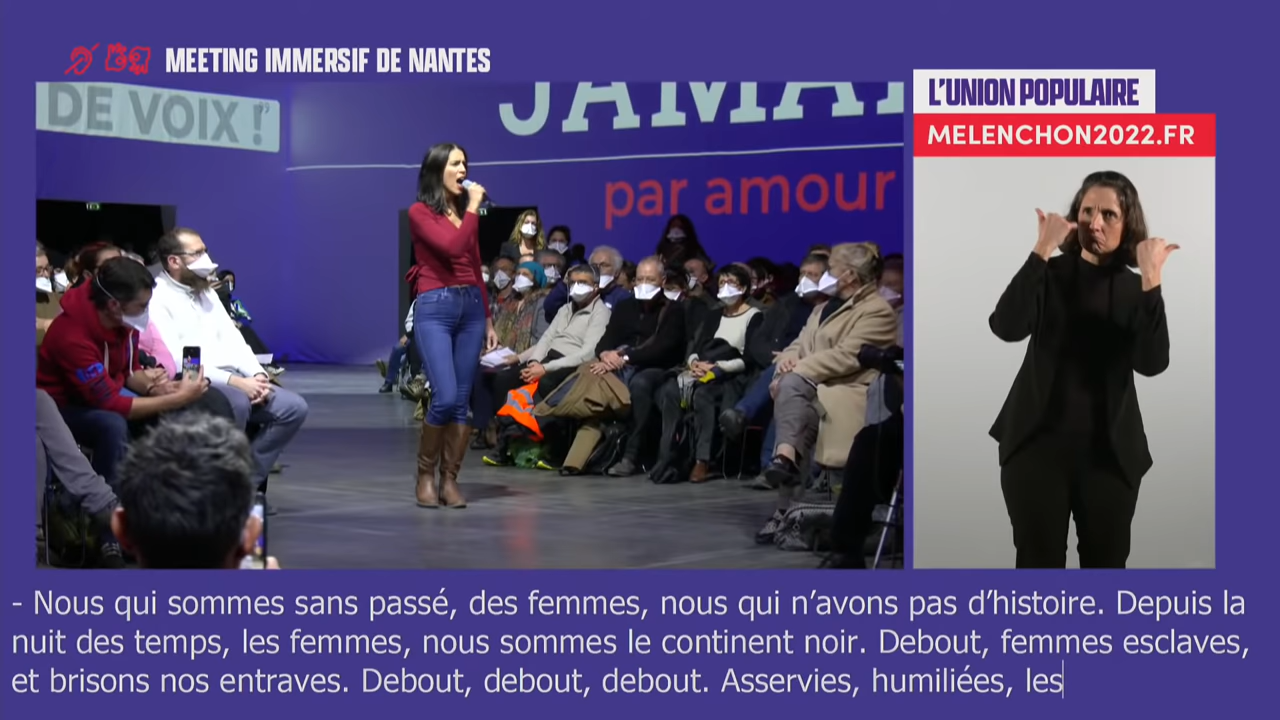 MEETING IMMERSIF DE NANTES
DE VOIX !
JAMAI
par amour
L'UNION POPULAIRE
MELENCHON2022.FR
- Nous qui sommes sans passé, des femmes, nous qui n'avons pas d'histoire. Depuis la
nuit des temps, les femmes, nous sommes le continent noir. Debout, femmes esclaves,
et brisons nos entraves. Debout, debout, debout. Asservies, humiliées, les